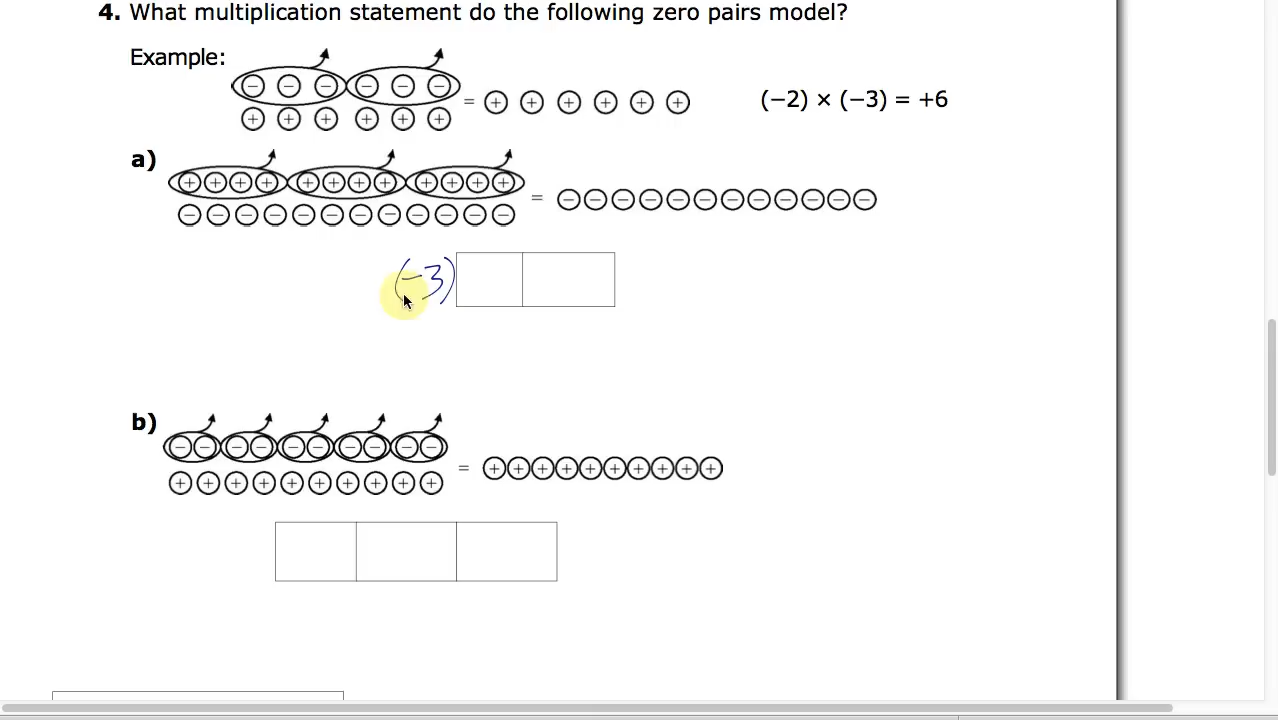 4. What multiplication statement do the following zero pairs model?
Example:
− − − − − −
+ + + + + +
= + + + + + +
(−2) × (−3) = +6
a)
+ + + + + + + + + + + +
− − − − − − − − − − − −
= − − − − − − − − − − − −
(−3)
b)
− − − − − − − − − −
+ + + + + + + + + +
= + + + + + + + + + +